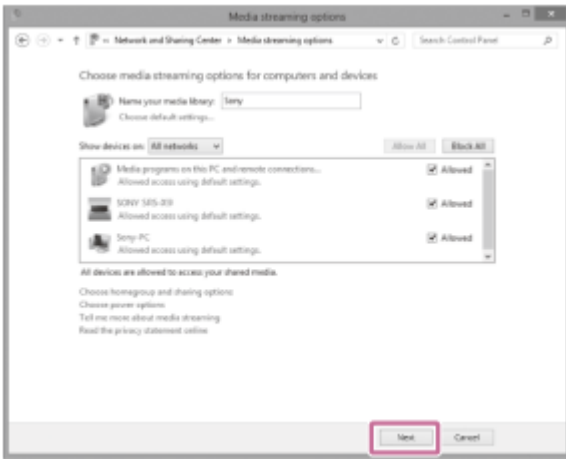 Media streaming options
Network and Sharing Center Media streaming options Search Control Panel
Choose media streaming options for computers and devices
Name your media library: Sony
Choose default settings...
Show devices on: All networks Allow All Block All
Media programs on this PC and remote connections... Allowed
Allowed access using default settings.
SONY SRS-X9 Allowed
Allowed access using default settings.
Sony-PC Allowed
Allowed access using default settings.
All devices are allowed to access your shared media.
Choose homegroup and sharing options
Choose power options
Tell me more about media streaming
Read the privacy statement online
Next Cancel